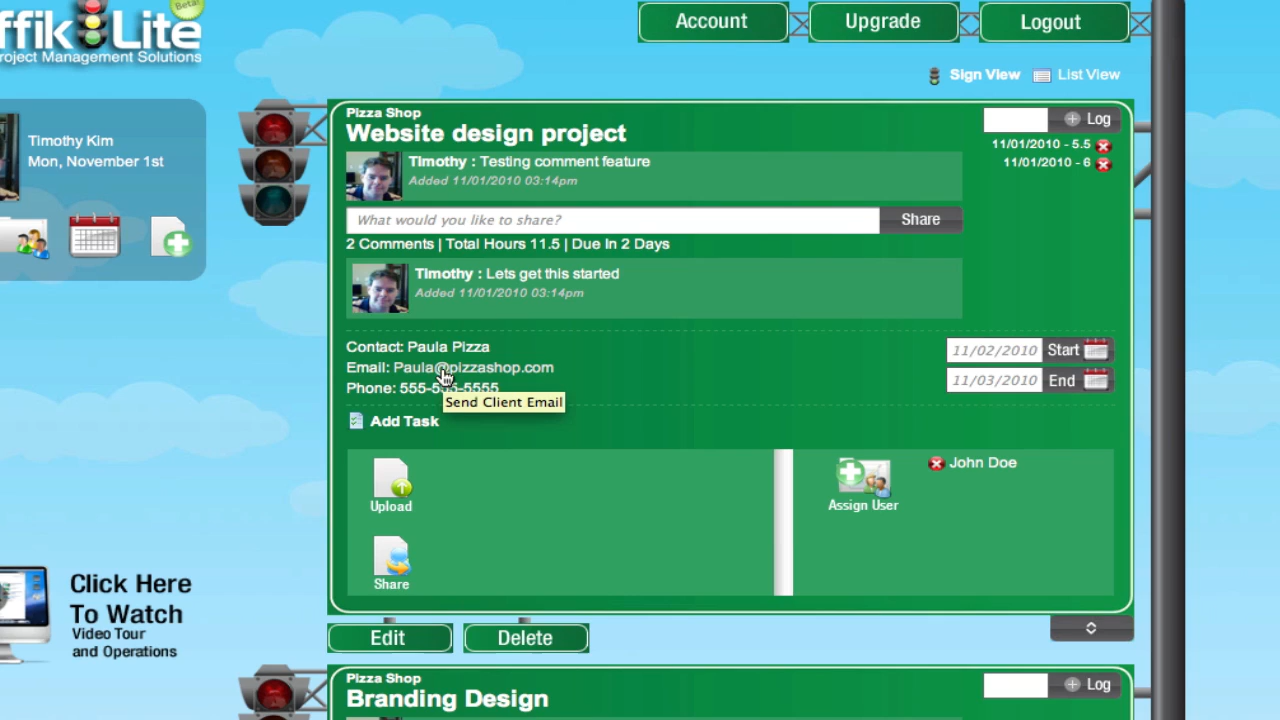 Beta!
ffik Lite
roject Management Solutions
Account
Upgrade
Logout
Sign View
List View
Timothy Kim
Mon, November 1st
Pizza Shop
Website design project
Log
11/01/2010 - 5.5
11/01/2010 - 6
Timothy : Testing comment feature
Added 11/01/2010 03:14pm
What would you like to share?
Share
2 Comments | Total Hours 11.5 | Due In 2 Days
Timothy : Lets get this started
Added 11/01/2010 03:14pm
Contact: Paula Pizza
Email: Paula@pizzashop.com
Phone: 555-555-5555
Send Client Email
11/02/2010 Start
11/03/2010 End
Add Task
Upload
Share
Assign User
John Doe
Click Here
To Watch
Video Tour
and Operations
Edit
Delete
Pizza Shop
Branding Design
Log